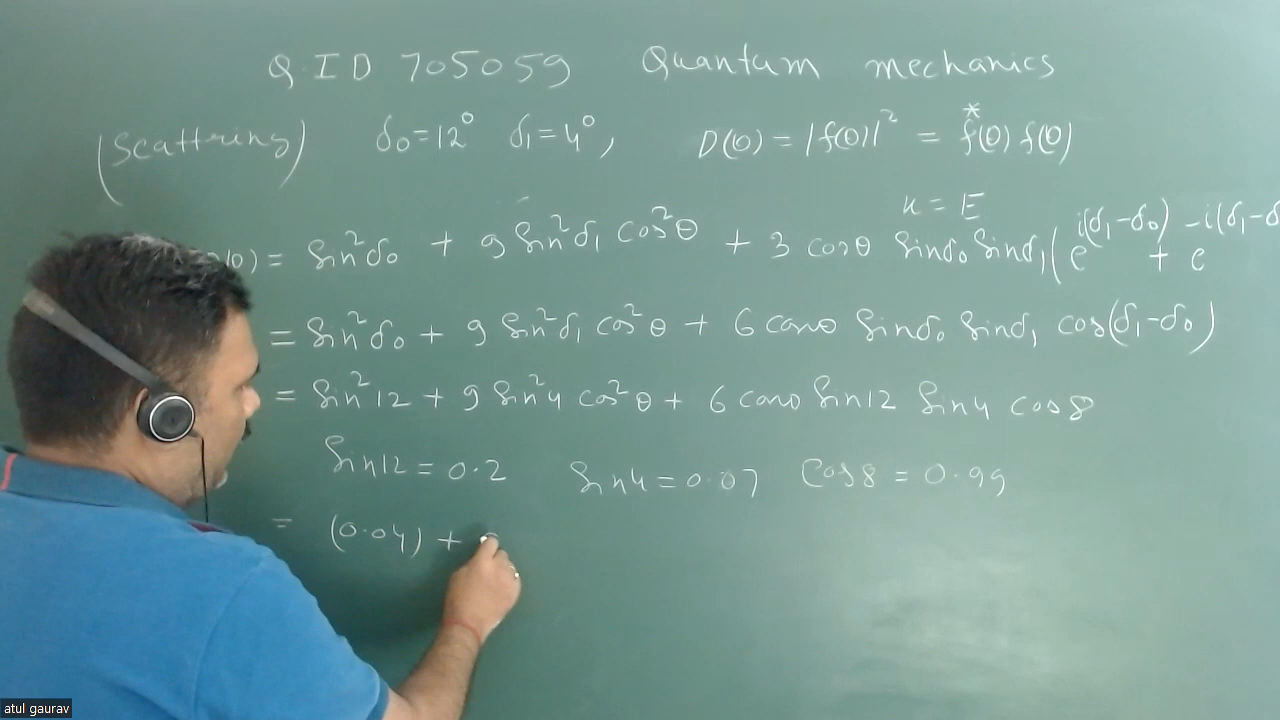 Q.ID 705059 Quantum mechanics
(Scattring) δ₀=12° δ₁=4°, D(θ) = |f(θ)|² = f*(θ) f(θ)
k = E
(θ) = Sin²δ₀ + 9 Sin²δ₁ cos²θ + 3 cosθ Sinδ₀ Sinδ₁ (e^i(δ₁-δ₀) + e^-i(δ₁-δ
= Sin²δ₀ + 9 Sin²δ₁ cos²θ + 6 cosθ Sinδ₀ Sinδ₁ cos(δ₁-δ₀)
= Sin²12 + 9 Sin²4 cos²θ + 6 cosθ Sin12 Sin4 cos8
Sin12 = 0.2 Sin4 = 0.07 Cos8 = 0.99
= (0.04) +
atul gaurav